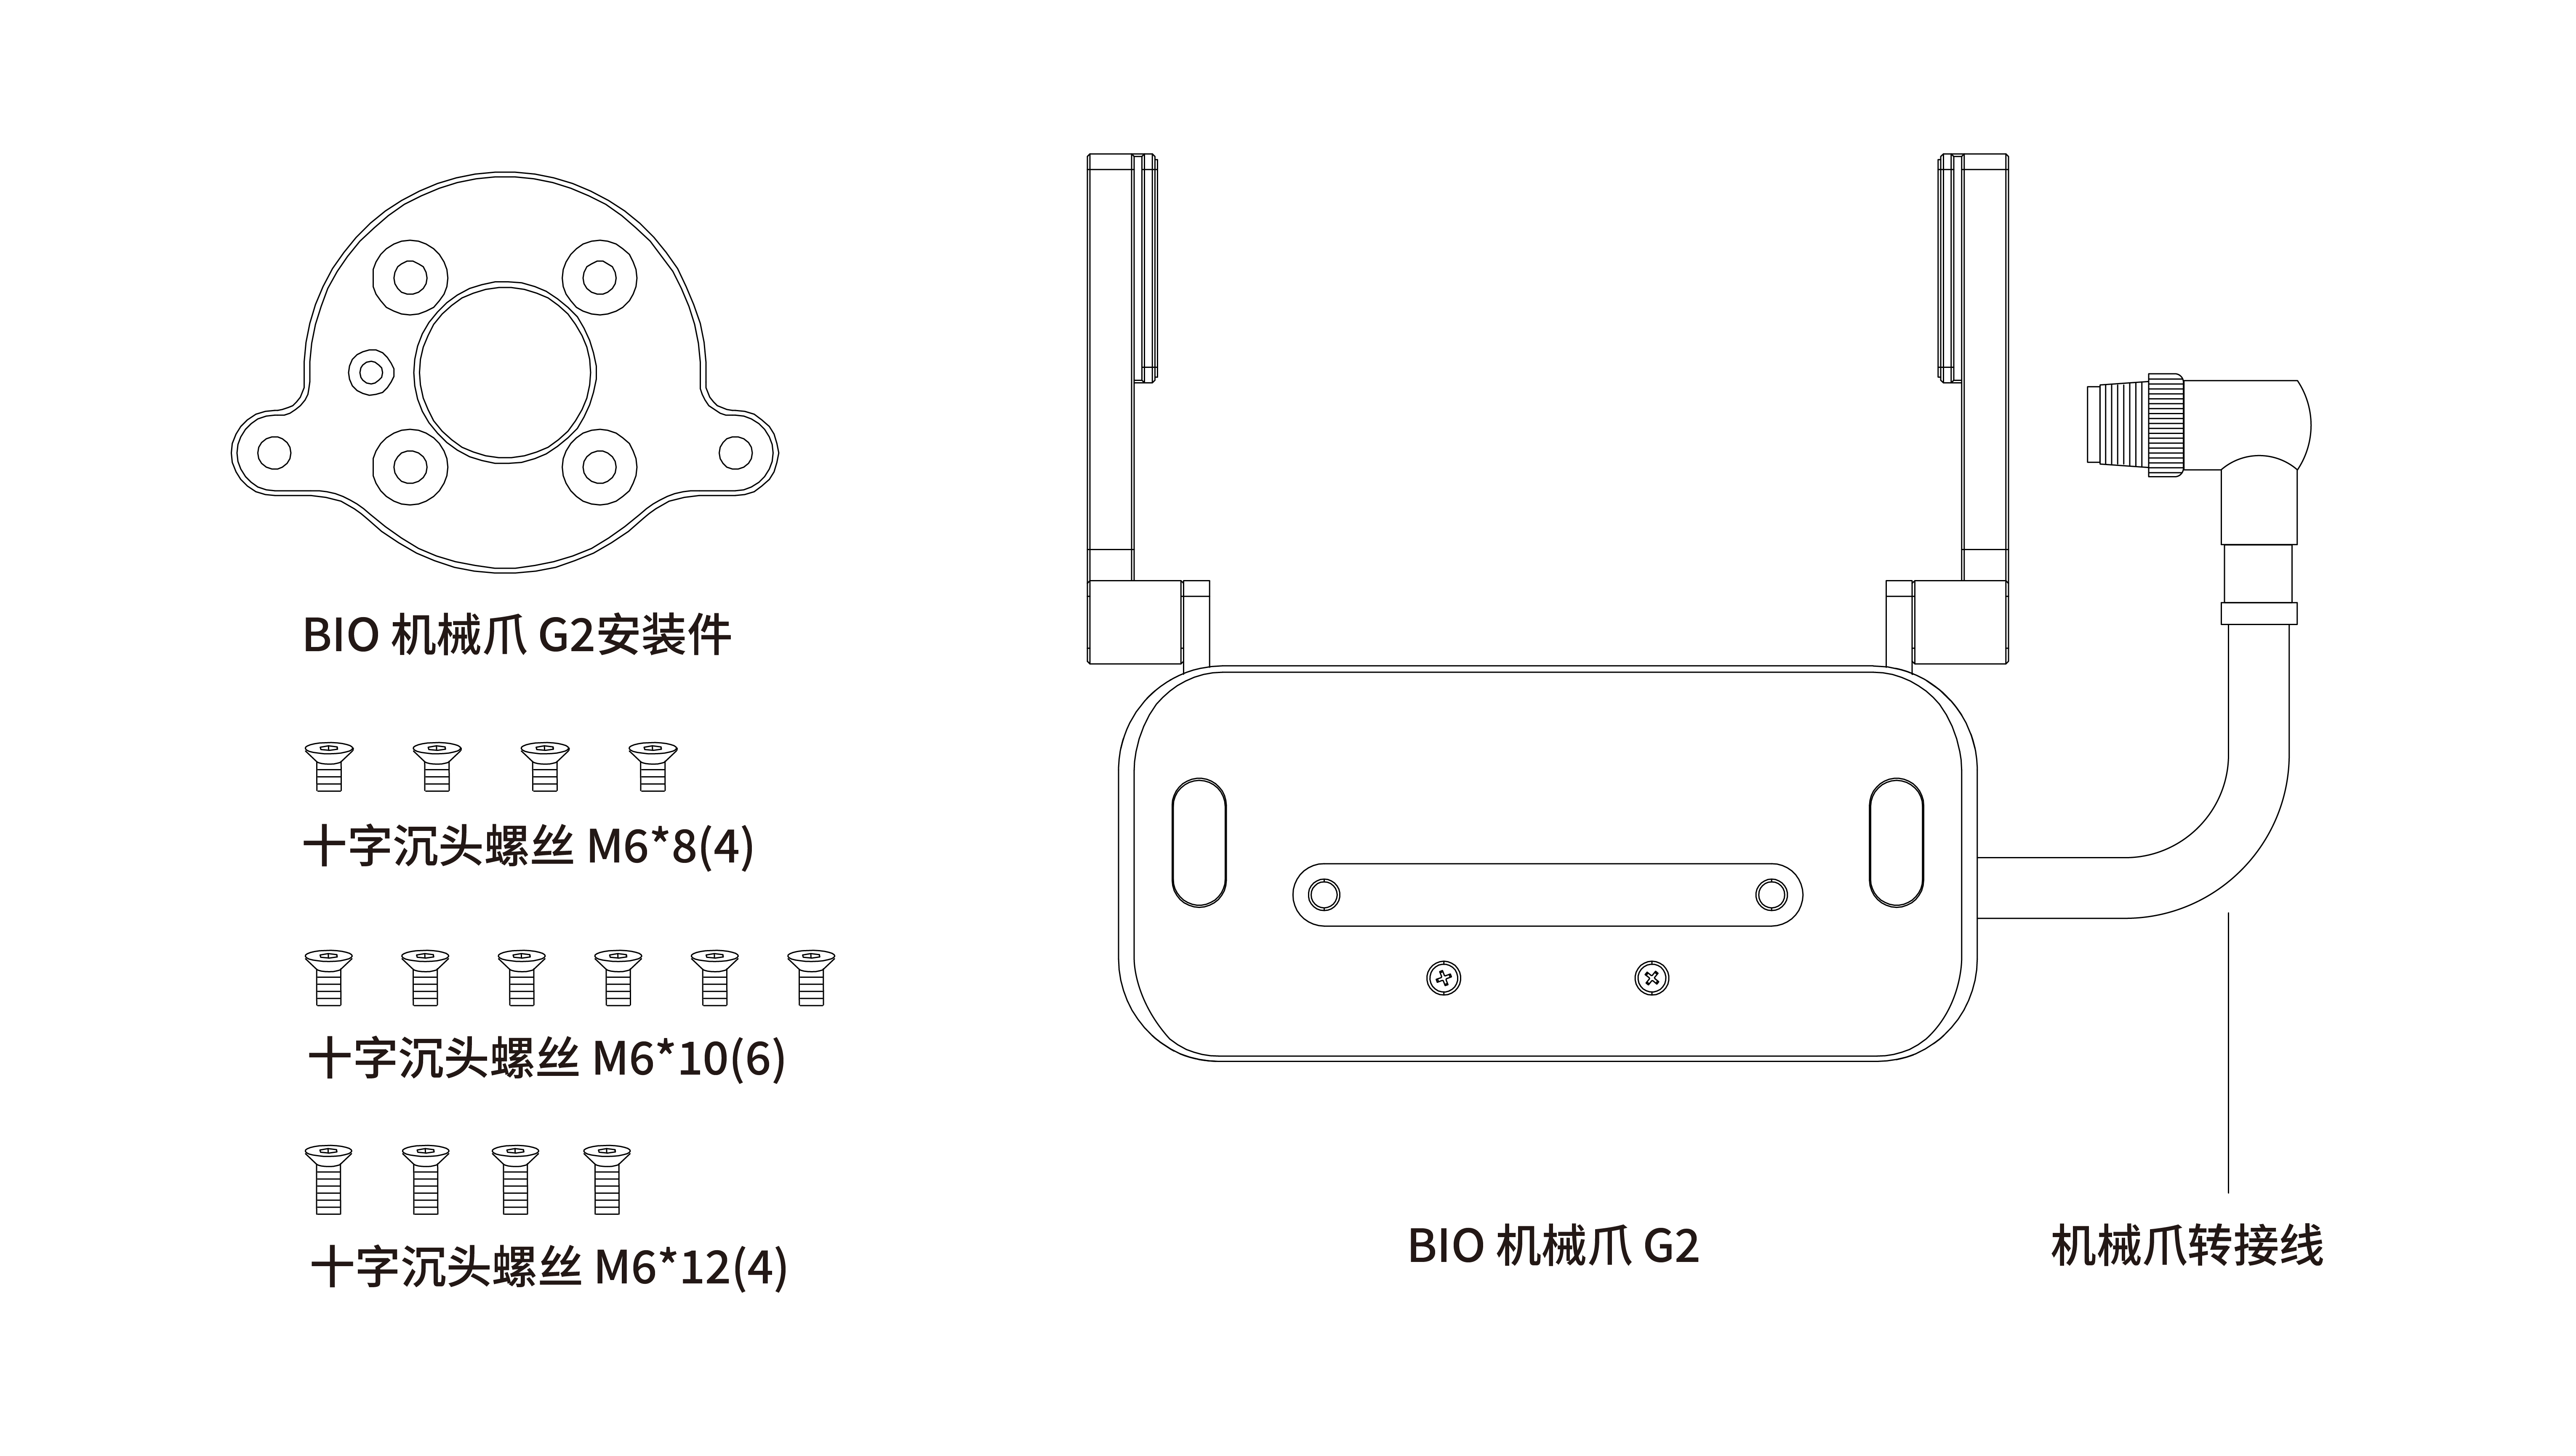 BIO 机械爪 G2安装件
十字沉头螺丝 M6*8(4)
十字沉头螺丝 M6*10(6)
十字沉头螺丝 M6*12(4)
BIO 机械爪 G2
机械爪转接线